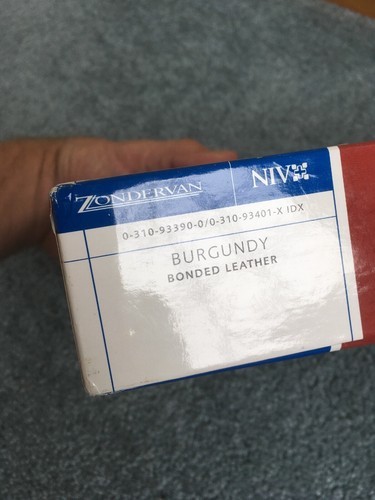 ZONDERVAN NIV
0-310-93390-0/0-310-93401-X IDX
BURGUNDY
BONDED LEATHER